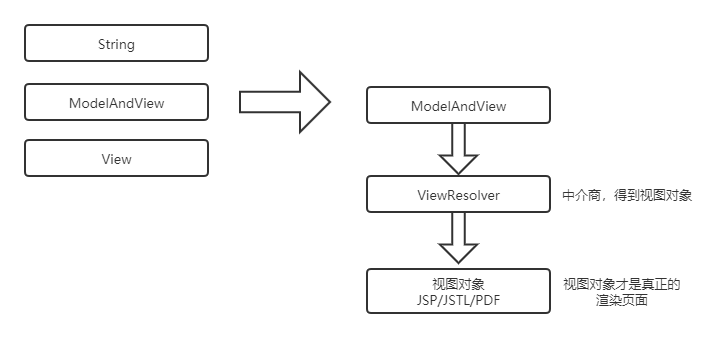 String
ModelAndView
View
ModelAndView
ViewResolver
中介商，得到视图对象
视图对象
JSP/JSTL/PDF
视图对象才是真正的
渲染页面